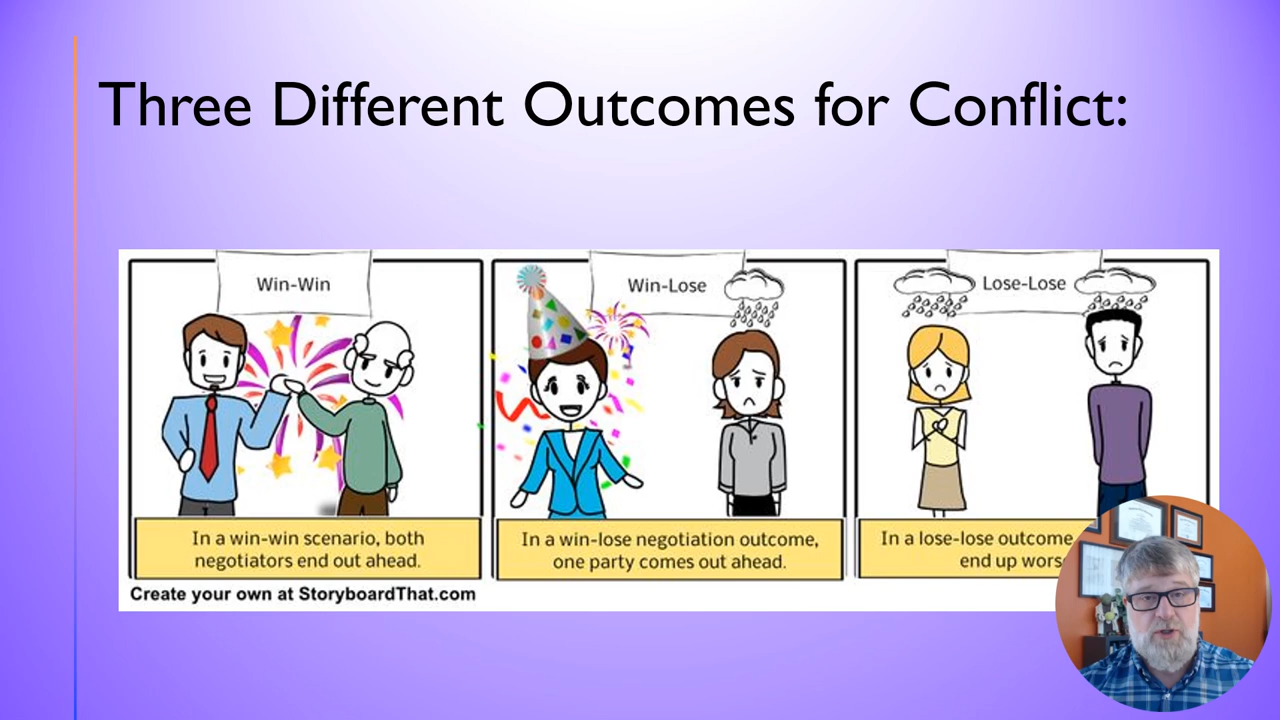 Three Different Outcomes for Conflict:
Win-Win
Win-Lose
Lose-Lose
In a win-win scenario, both
negotiators end out ahead.
In a win-lose negotiation outcome,
one party comes out ahead.
In a lose-lose outcome
end up
Create your own at StoryboardThat.com